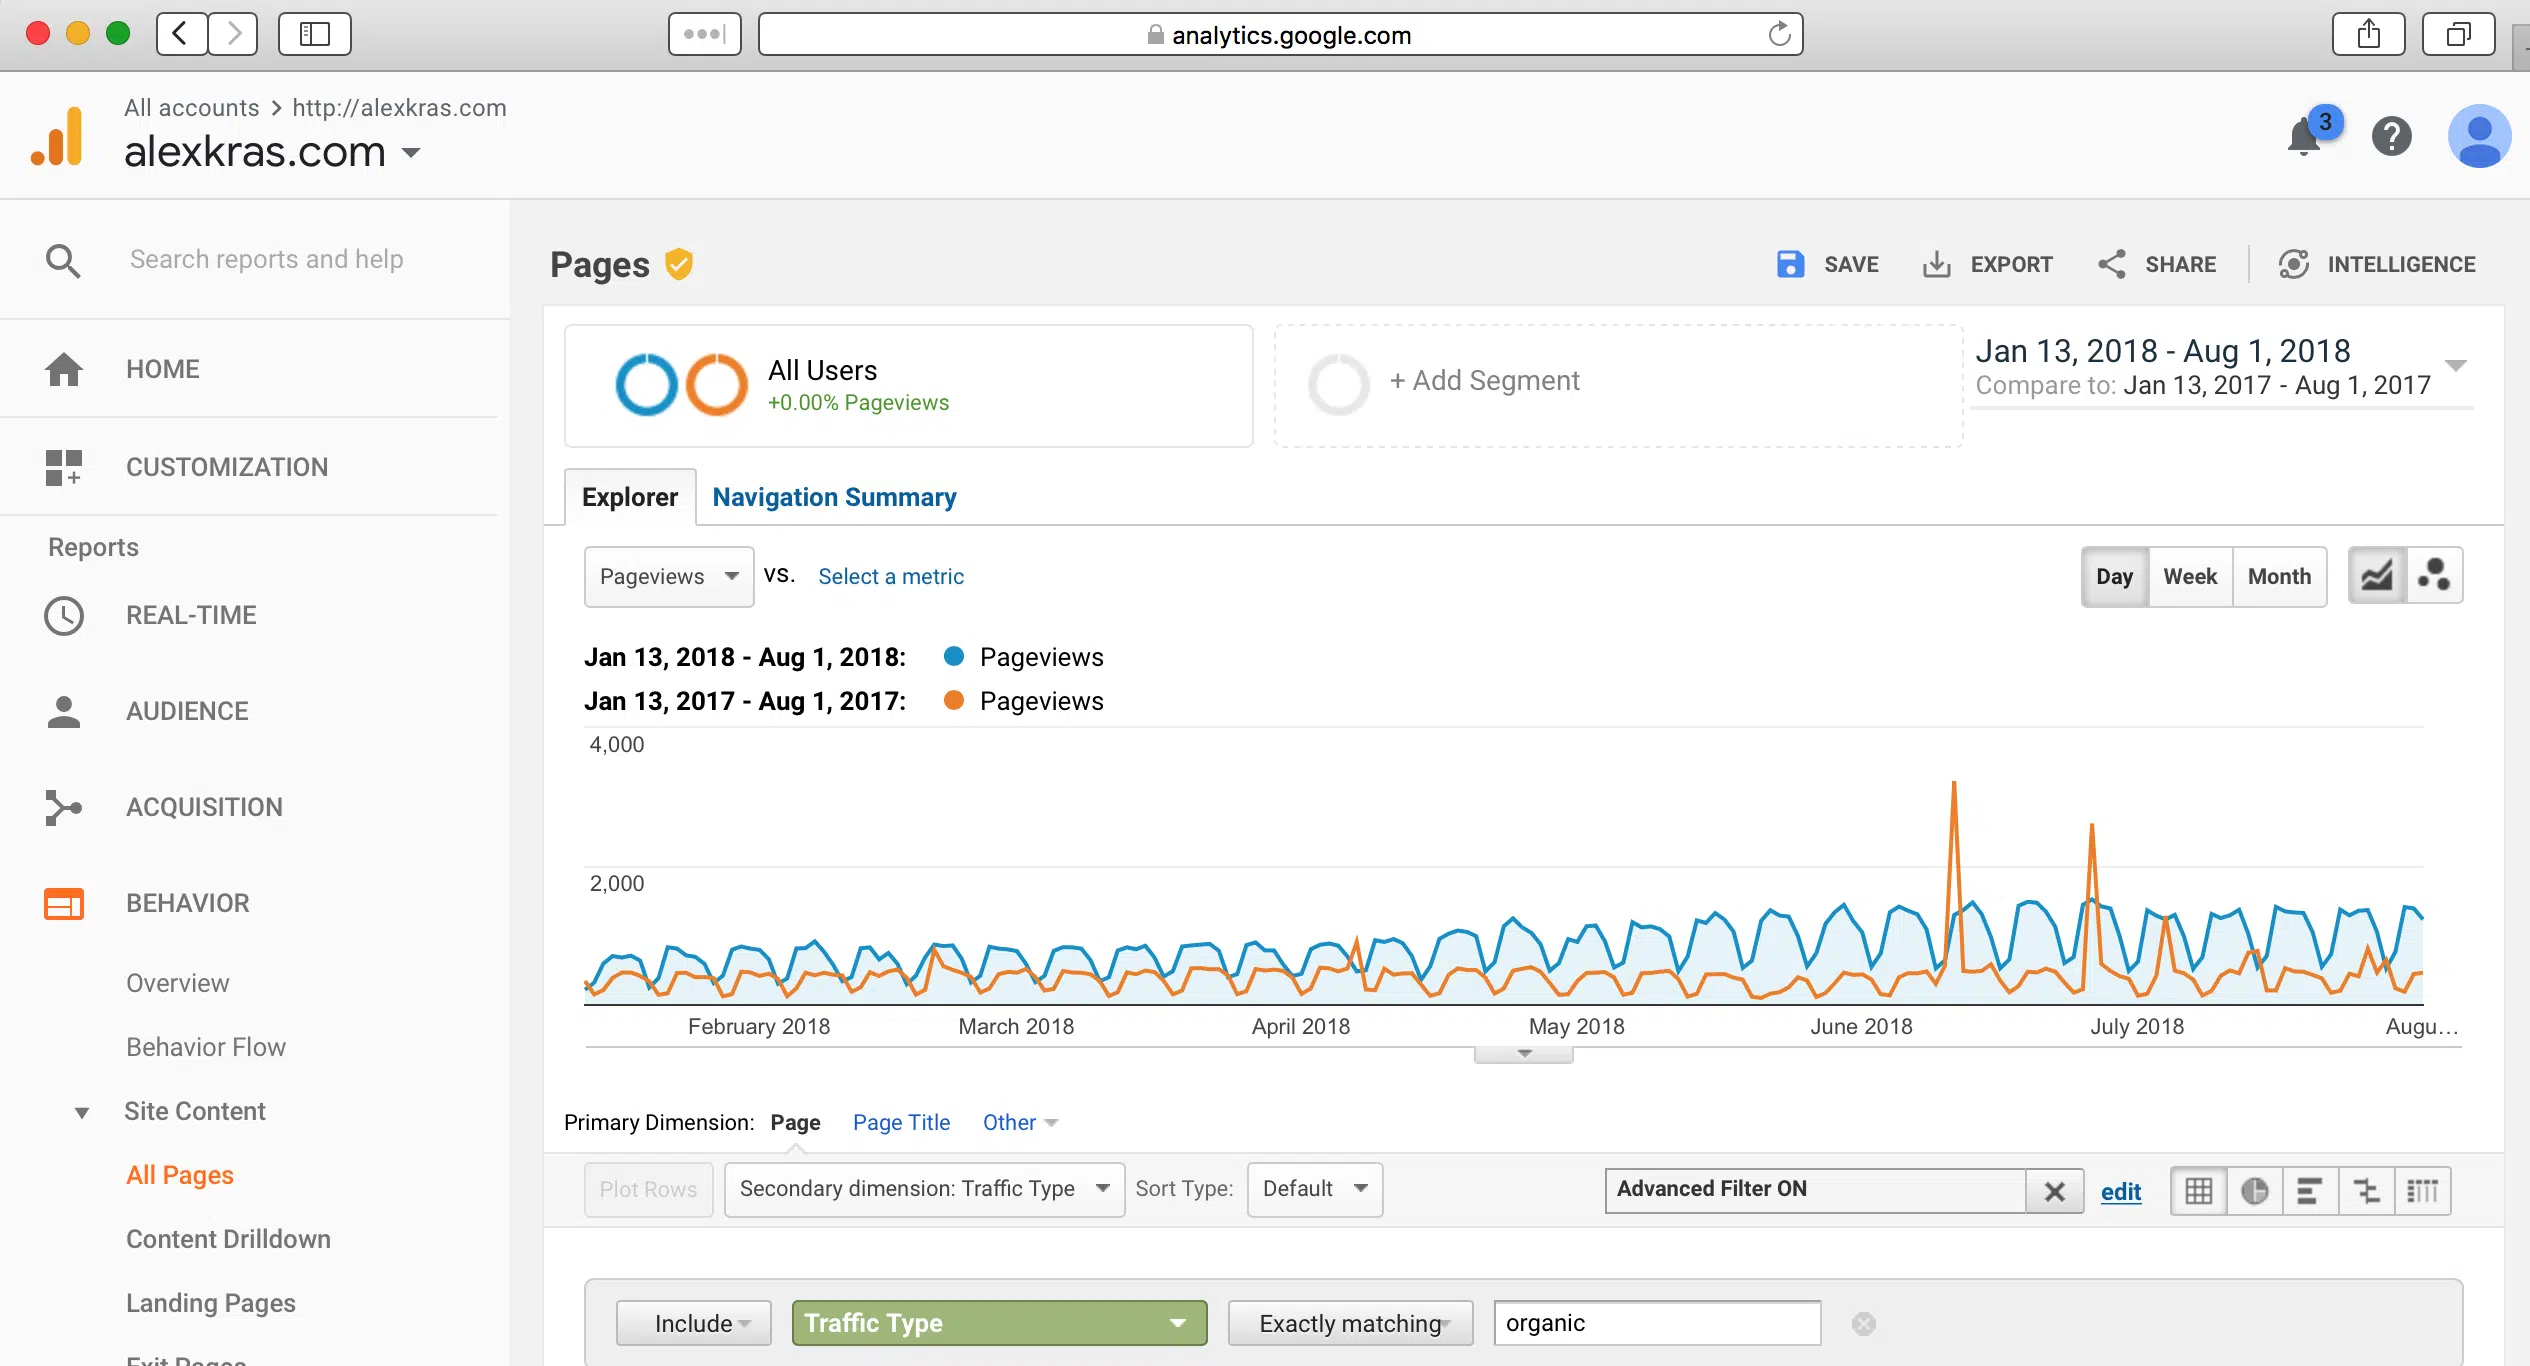 analytics.google.com
All accounts > http://alexkras.com
alexkras.com
3
?
Search reports and help
HOME
CUSTOMIZATION
Reports
REAL-TIME
AUDIENCE
ACQUISITION
BEHAVIOR
Overview
Behavior Flow
Site Content
All Pages
Content Drilldown
Landing Pages
Exit Pages
Pages
SAVE
EXPORT
SHARE
INTELLIGENCE
All Users
+0.00% Pageviews
+ Add Segment
Jan 13, 2018 - Aug 1, 2018
Compare to: Jan 13, 2017 - Aug 1, 2017
Explorer
Navigation Summary
Pageviews
vs.
Select a metric
Day
Week
Month
Jan 13, 2018 - Aug 1, 2018:
Pageviews
Jan 13, 2017 - Aug 1, 2017:
Pageviews
4,000
2,000
February 2018
March 2018
April 2018
May 2018
June 2018
July 2018
Augu...
Primary Dimension:
Page
Page Title
Other
Plot Rows
Secondary dimension: Traffic Type
Sort Type:
Default
Advanced Filter ON
edit
Include
Traffic Type
Exactly matching
organic